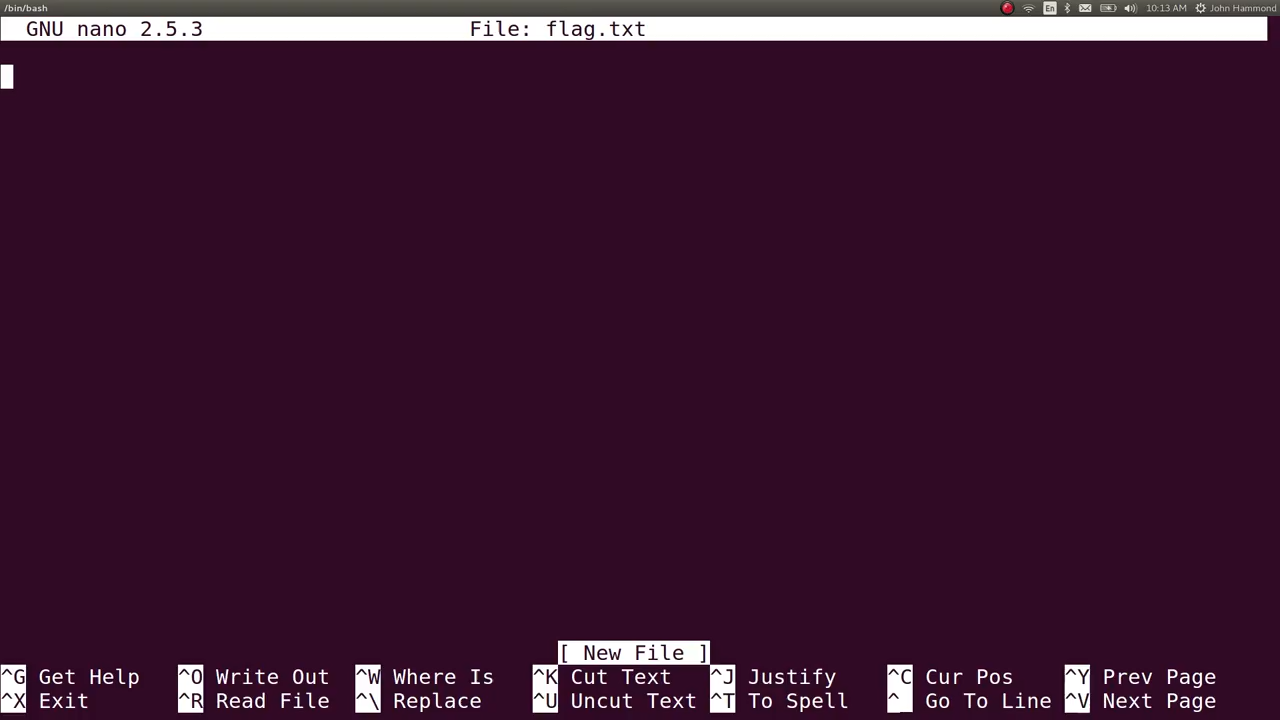 /bin/bash En 10:13 AM John Hammond
GNU nano 2.5.3 File: flag.txt
[ New File ]
^G Get Help ^O Write Out ^W Where Is ^K Cut Text ^J Justify ^C Cur Pos ^Y Prev Page
^X Exit ^R Read File ^\ Replace ^U Uncut Text ^T To Spell ^_ Go To Line ^V Next Page